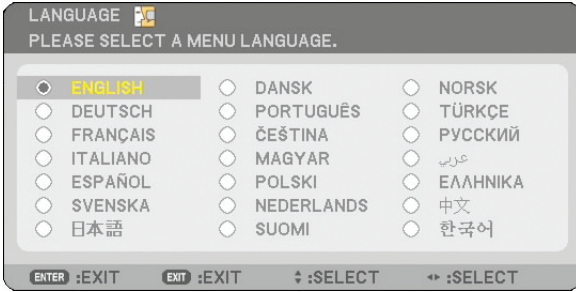 LANGUAGE
PLEASE SELECT A MENU LANGUAGE.
ENGLISH DANSK NORSK
DEUTSCH PORTUGUÊS TÜRKÇE
FRANÇAIS ČEŠTINA РУССКИЙ
ITALIANO MAGYAR عربي
ESPAÑOL POLSKI ΕΛΛΗΝΙΚΑ
SVENSKA NEDERLANDS 中文
日本語 SUOMI 한국어
ENTER :EXIT EXIT :EXIT :SELECT :SELECT